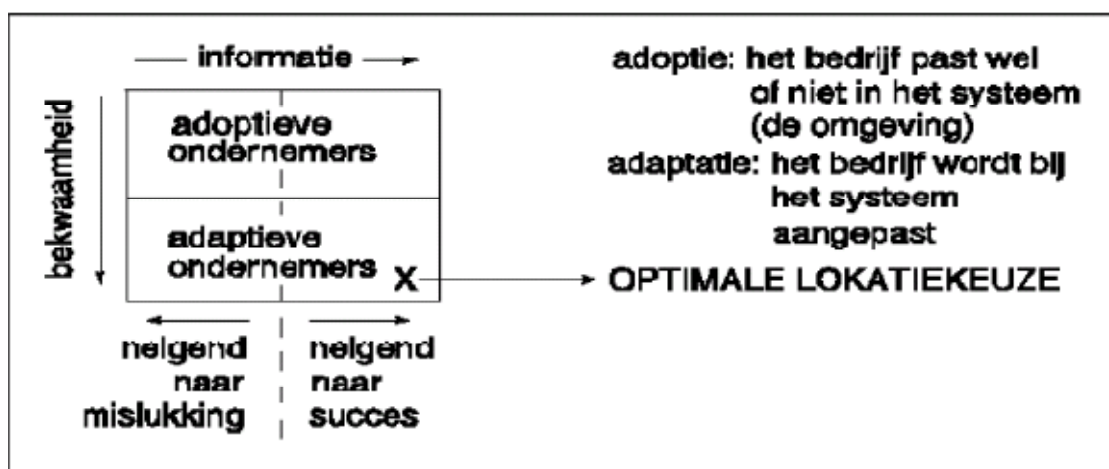 informatie
bekwaamheid
adoptieve
ondernemers
adaptieve
ondernemers
X
neigend
naar
mislukking
neigend
naar
succes
adoptie: het bedrijf past wel
of niet in het systeem
(de omgeving)
adaptatie: het bedrijf wordt bij
het systeem
aangepast
OPTIMALE LOKATIEKEUZE